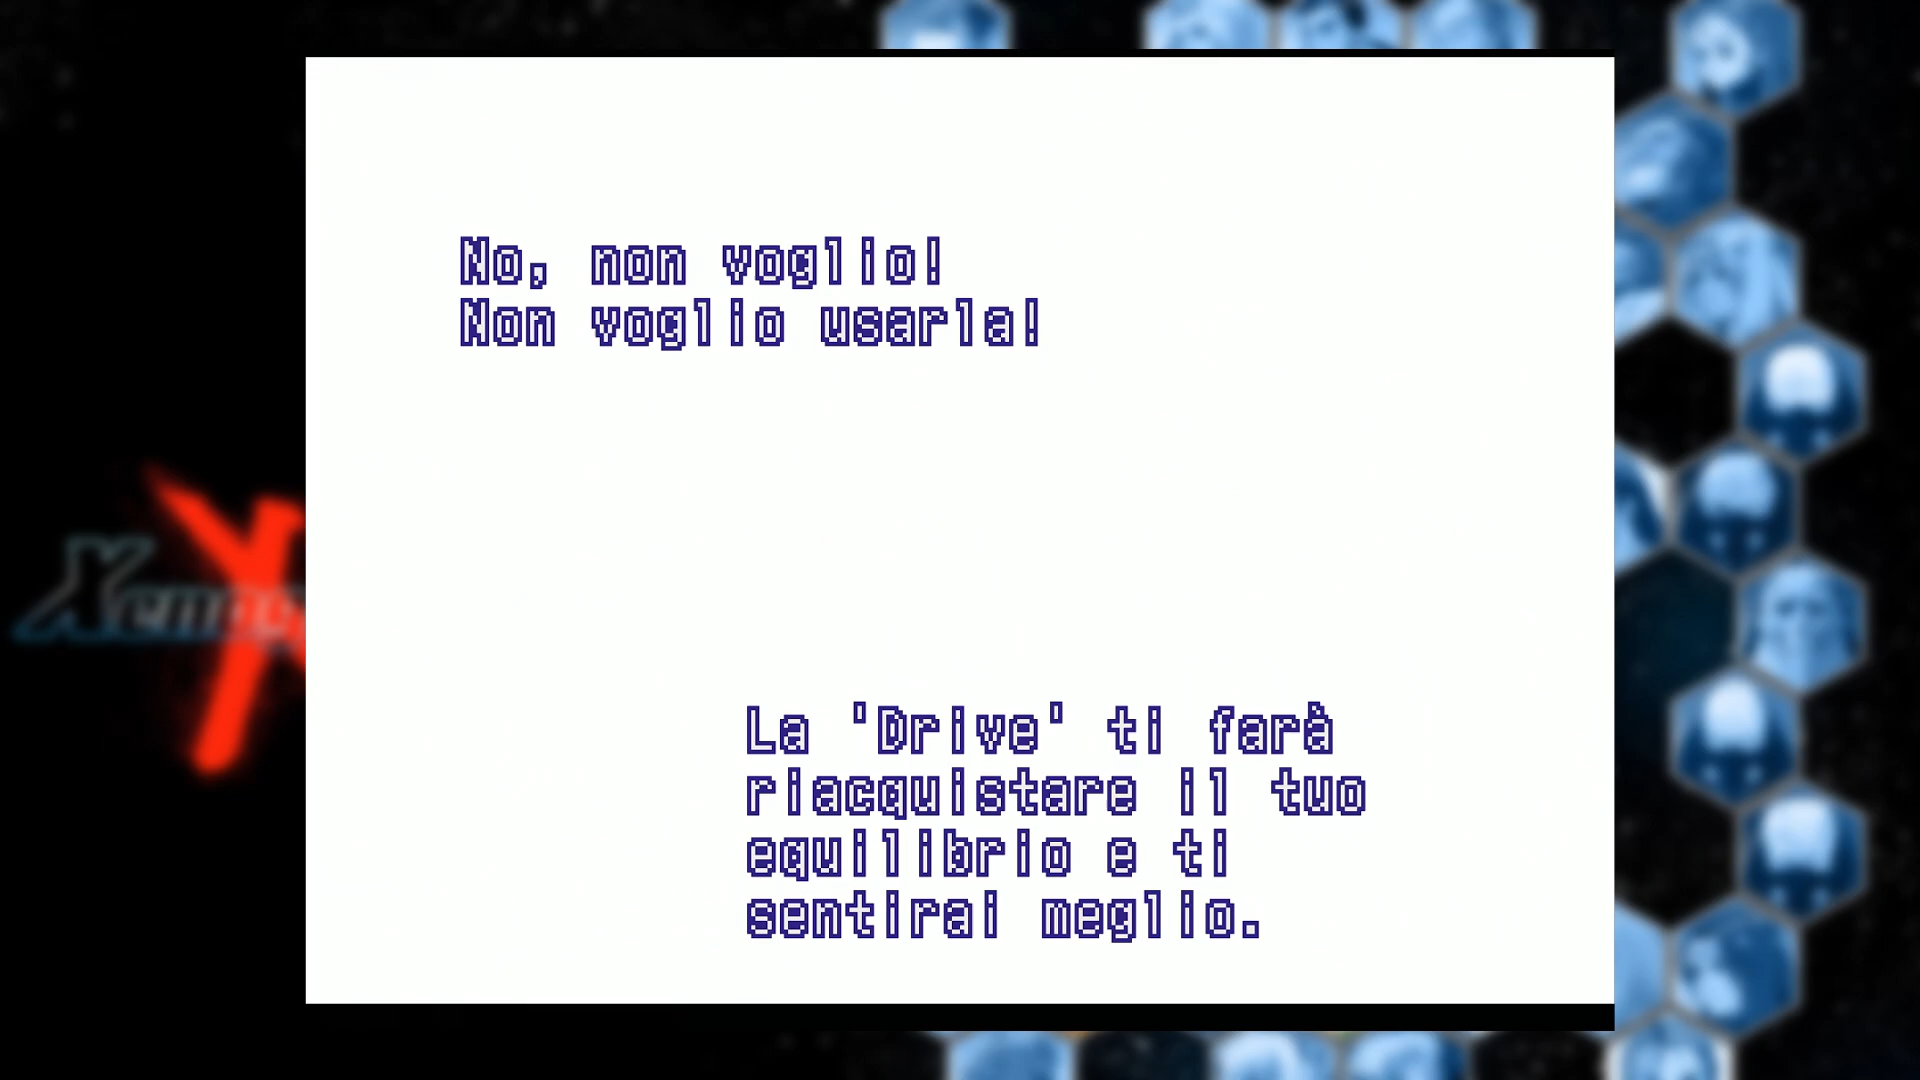 No, non voglio!
Non voglio usarla!
La 'Drive' ti farà
riacquistare il tuo
equilibrio e ti
sentirai meglio.